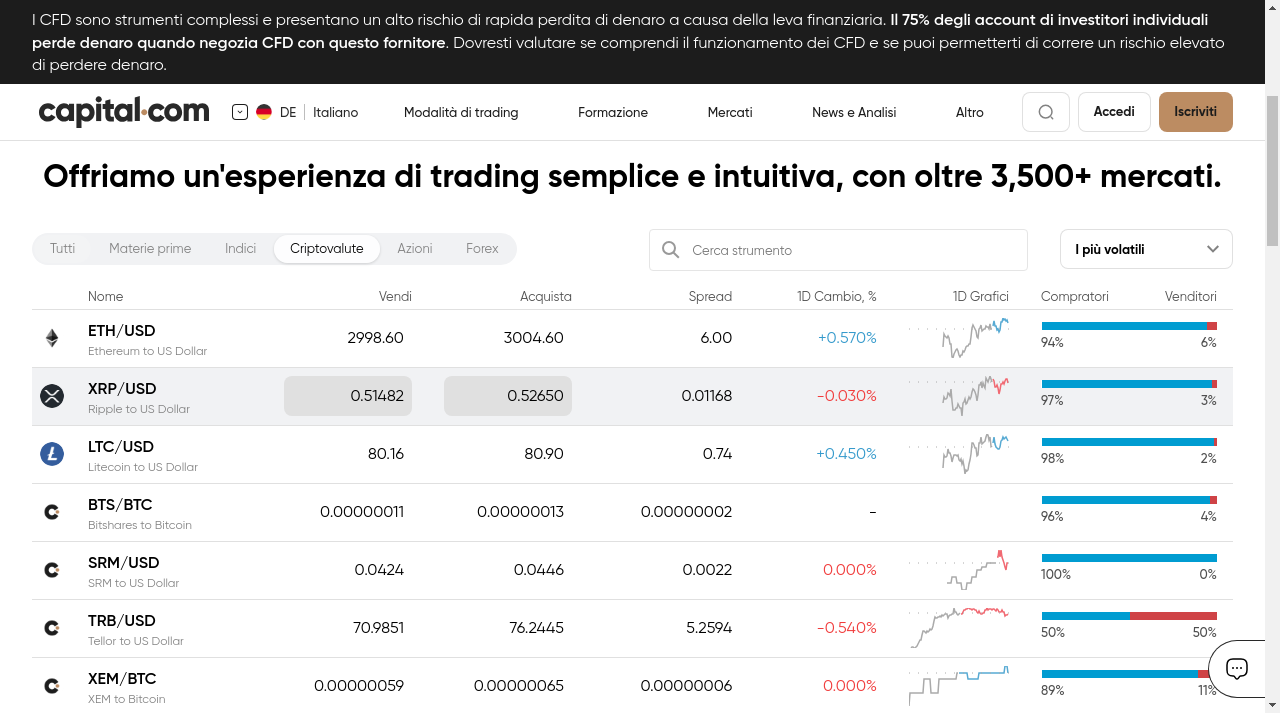 I CFD sono strumenti complessi e presentano un alto rischio di rapida perdita di denaro a causa della leva finanziaria. Il 75% degli account di investitori individuali
perde denaro quando negozia CFD con questo fornitore. Dovresti valutare se comprendi il funzionamento dei CFD e se puoi permetterti di correre un rischio elevato
di perdere denaro.
capital.com DE Italiano Modalità di trading Formazione Mercati News e Analisi Altro Accedi Iscriviti
Offriamo un'esperienza di trading semplice e intuitiva, con oltre 3,500+ mercati.
Tutti Materie prime Indici Criptovalute Azioni Forex Cerca strumento I più volatili
Nome Vendi Acquista Spread 1D Cambio, % 1D Grafici Compratori Venditori
ETH/USD 2998.60 3004.60 6.00 +0.570%
Ethereum to US Dollar 94% 6%
XRP/USD 0.51482 0.52650 0.01168 -0.030%
Ripple to US Dollar 97% 3%
LTC/USD 80.16 80.90 0.74 +0.450%
Litecoin to US Dollar 98% 2%
BTS/BTC 0.00000011 0.00000013 0.00000002 -
Bitshares to Bitcoin 96% 4%
SRM/USD 0.0424 0.0446 0.0022 0.000%
SRM to US Dollar 100% 0%
TRB/USD 70.9851 76.2445 5.2594 -0.540%
Tellor to US Dollar 50% 50%
XEM/BTC 0.00000059 0.00000065 0.00000006 0.000%
XEM to Bitcoin 89% 11%